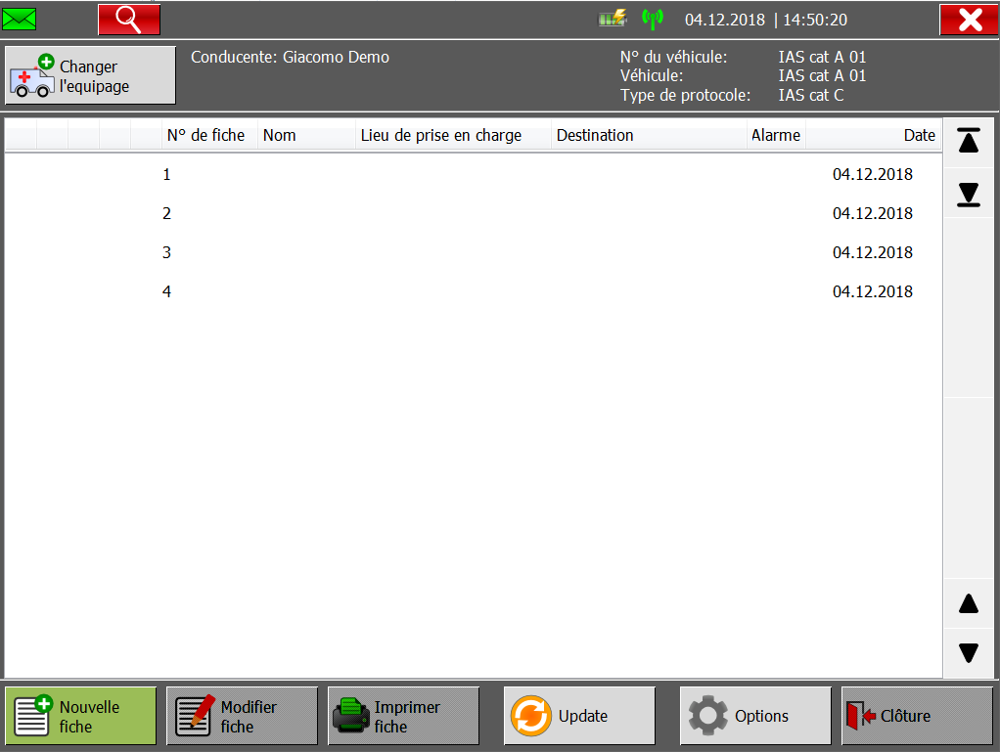 04.12.2018 | 14:50:20
Changer
l'equipage
Conducente: Giacomo Demo
N° du véhicule: IAS cat A 01
Véhicule: IAS cat A 01
Type de protocole: IAS cat C
N° de fiche Nom Lieu de prise en charge Destination Alarme Date
1 04.12.2018
2 04.12.2018
3 04.12.2018
4 04.12.2018
Nouvelle
fiche
Modifier
fiche
Imprimer
fiche
Update
Options
Clôture